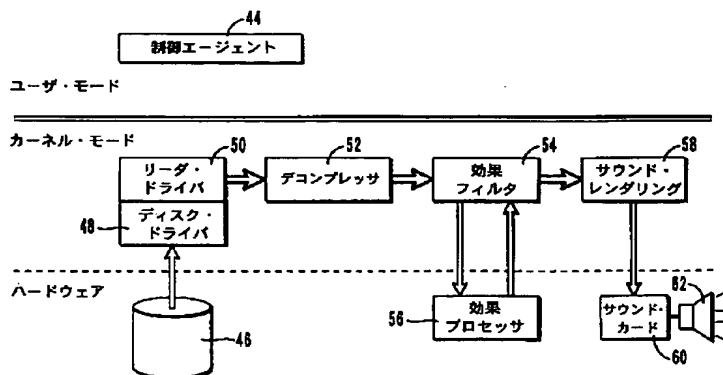 44
制御エージェント
ユーザ・モード
カーネル・モード
50
52
54
58
リーダ・
ドライバ
デコンプレッサ
効果
フィルタ
サウンド・
レンダリング
48
ディスク・
ドライバ
ハードウェア
62
56
効果
プロセッサ
サウンド・
カード
46
60